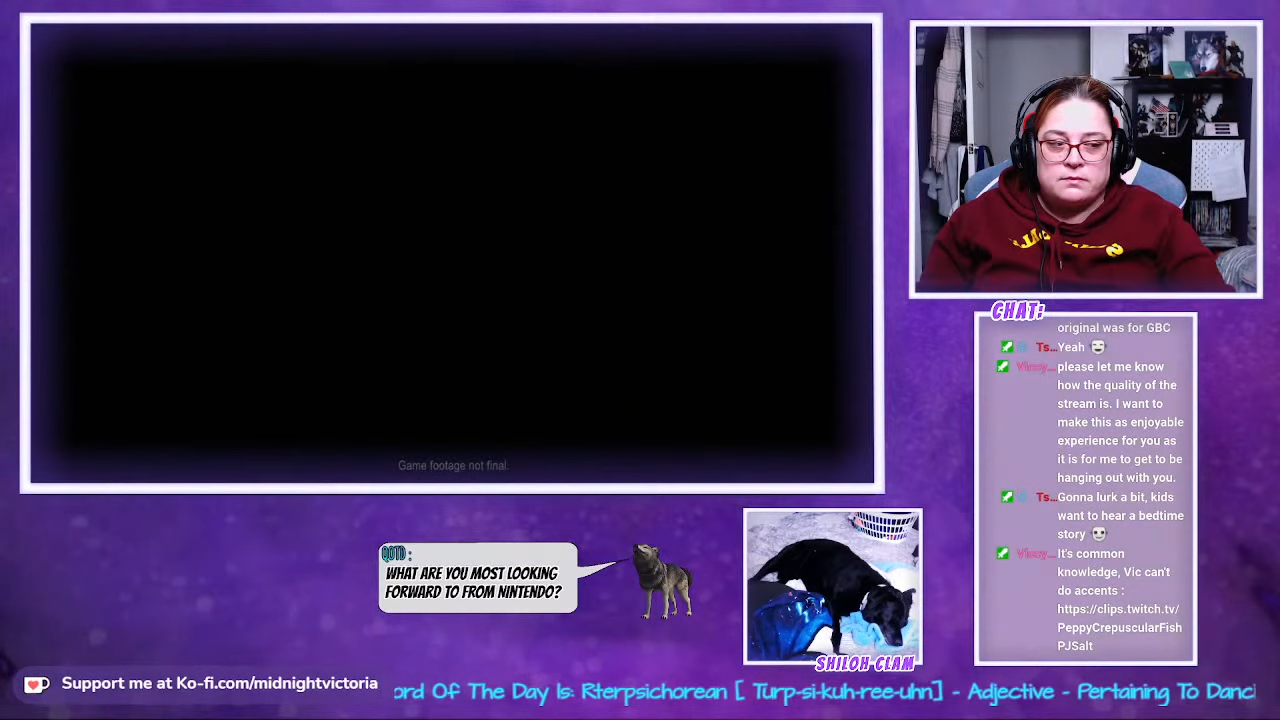 Game footage not final.
CHAT:
original was for GBC
Ts... Yeah
please let me know
how the quality of the
stream is. I want to
make this as enjoyable
experience for you as
it is for me to get to be
hanging out with you.
Ts... Gonna lurk a bit, kids
want to hear a bedtime
story
It's common
knowledge, Vic can't
do accents :
https://clips.twitch.tv/
PeppyCrepuscularFish
PJSalt
QOTD:
WHAT ARE YOU MOST LOOKING
FORWARD TO FROM NINTENDO?
SHILOH CLAM
Support me at Ko-fi.com/midnightvictoria
ord Of The Day Is: Rterpsichorean [ Turp-si-kuh-ree-uhn] - Adjective - Pertaining To Danci